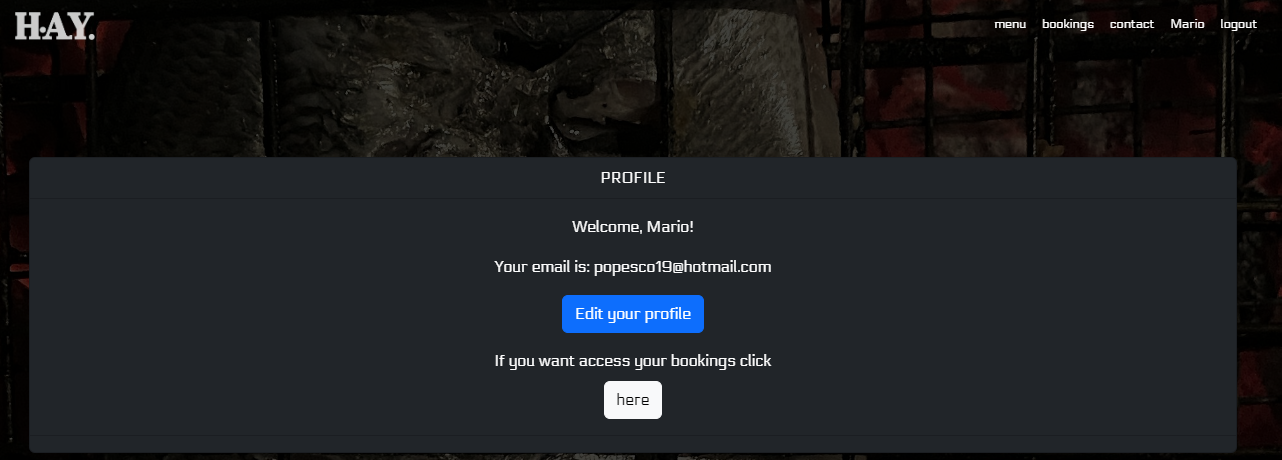 H·A.Y.
menu bookings contact Mario logout
PROFILE
Welcome, Mario!
Your email is: popesco19@hotmail.com
Edit your profile
If you want access your bookings click
here